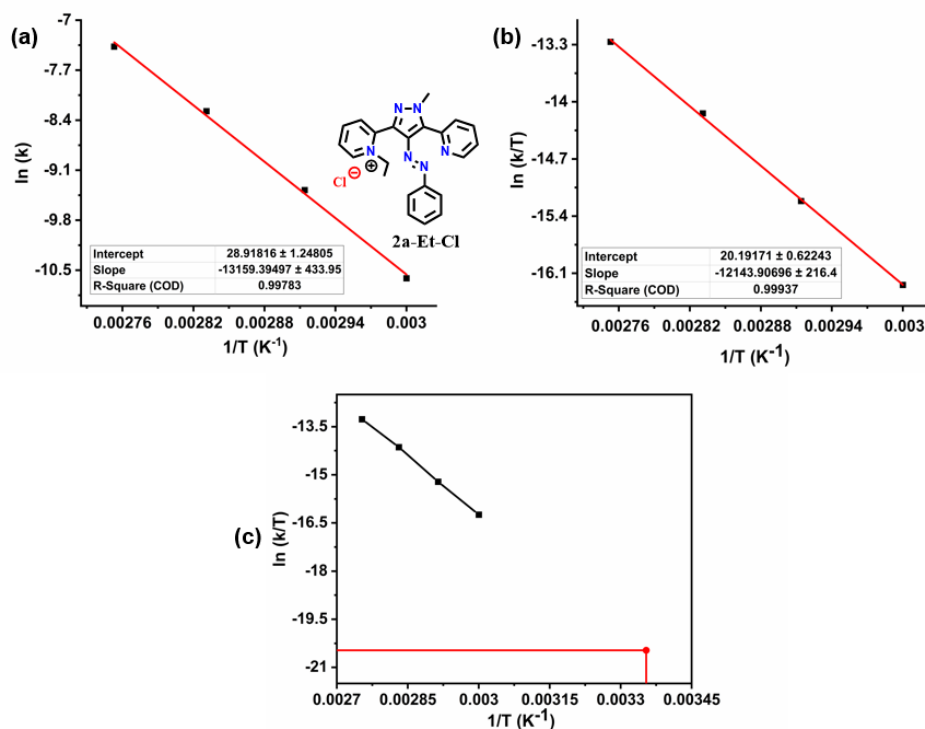 (a)
-7
-7.7
-8.4
-9.1
-9.8
-10.5
ln (k)
N N
N
N
N
N
Cl ⊖
⊕
2a-Et-Cl
Intercept 28.91816 ± 1.24805
Slope -13159.39497 ± 433.95
R-Square (COD) 0.99783
0.00276 0.00282 0.00288 0.00294 0.003
1/T (K-1)
(b)
-13.3
-14
-14.7
-15.4
-16.1
ln (k/T)
Intercept 20.19171 ± 0.62243
Slope -12143.90696 ± 216.4
R-Square (COD) 0.99937
0.00276 0.00282 0.00288 0.00294 0.003
1/T (K-1)
(c)
-13.5
-15
-16.5
-18
-19.5
-21
ln (k/T)
0.0027 0.00285 0.003 0.00315 0.0033 0.00345
1/T (K-1)